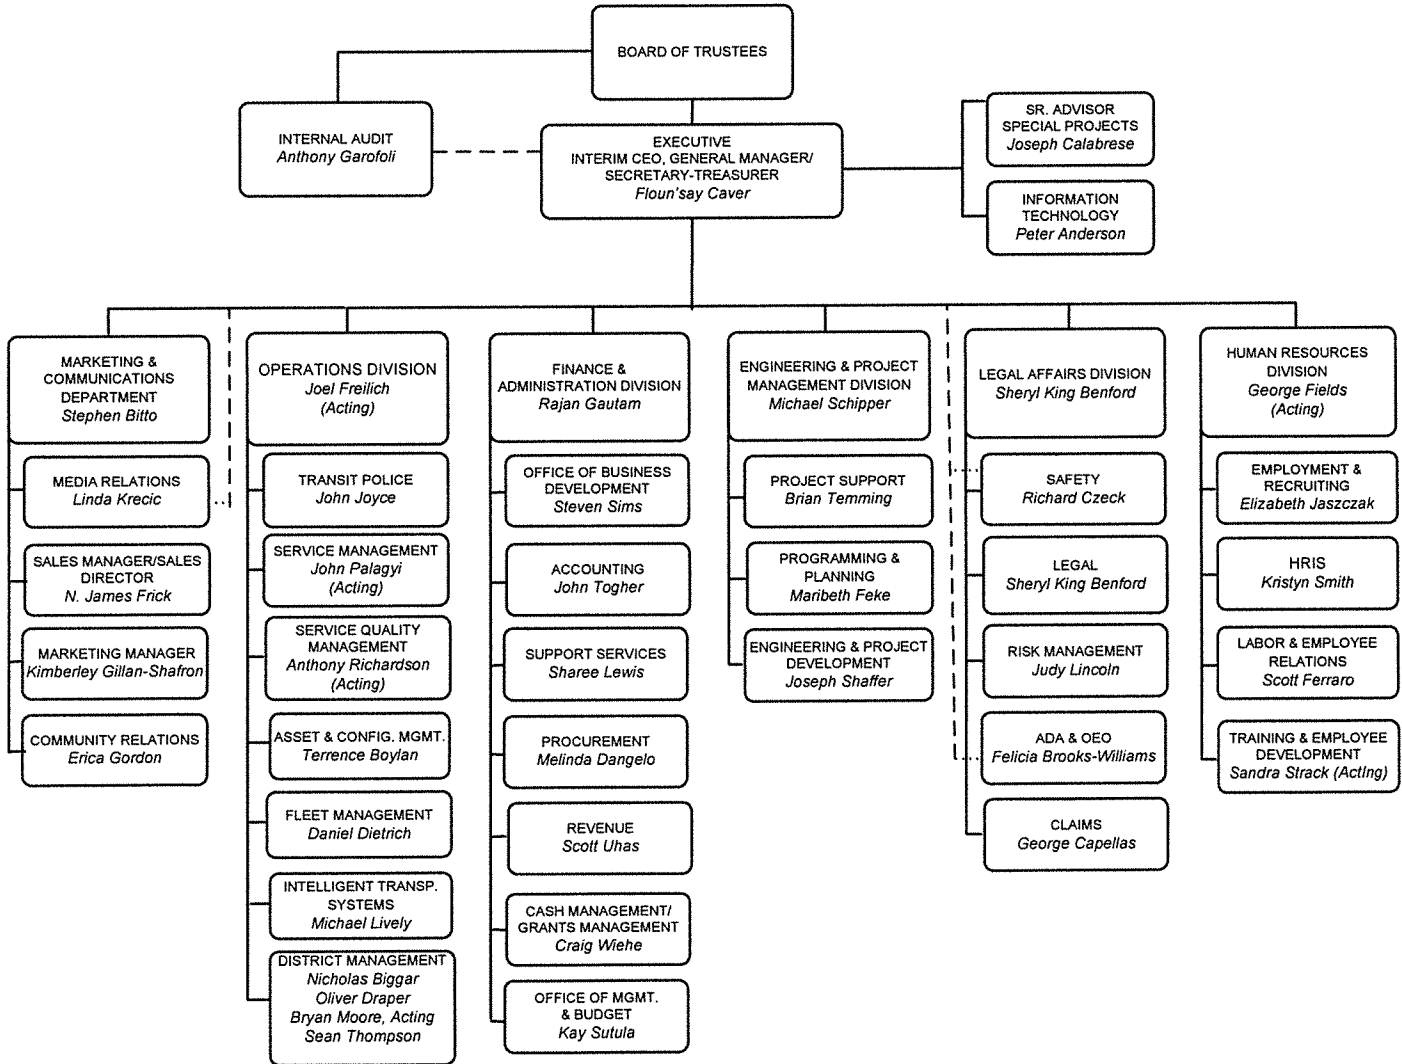 BOARD OF TRUSTEES
INTERNAL AUDIT
Anthony Garofoli
EXECUTIVE
INTERIM CEO, GENERAL MANAGER/
SECRETARY-TREASURER
Floun'say Caver
SR. ADVISOR
SPECIAL PROJECTS
Joseph Calabrese
INFORMATION
TECHNOLOGY
Peter Anderson
MARKETING &
COMMUNICATIONS
DEPARTMENT
Stephen Bitto
MEDIA RELATIONS
Linda Krecic
SALES MANAGER/SALES
DIRECTOR
N. James Frick
MARKETING MANAGER
Kimberley Gillan-Shafron
COMMUNITY RELATIONS
Erica Gordon
OPERATIONS DIVISION
Joel Freilich
(Acting)
TRANSIT POLICE
John Joyce
SERVICE MANAGEMENT
John Palagyi
(Acting)
SERVICE QUALITY
MANAGEMENT
Anthony Richardson
(Acting)
ASSET & CONFIG. MGMT.
Terrence Boylan
FLEET MANAGEMENT
Daniel Dietrich
INTELLIGENT TRANSP.
SYSTEMS
Michael Lively
DISTRICT MANAGEMENT
Nicholas Biggar
Oliver Draper
Bryan Moore, Acting
Sean Thompson
FINANCE &
ADMINISTRATION DIVISION
Rajan Gautam
OFFICE OF BUSINESS
DEVELOPMENT
Steven Sims
ACCOUNTING
John Togher
SUPPORT SERVICES
Sharee Lewis
PROCUREMENT
Melinda Dangelo
REVENUE
Scott Uhas
CASH MANAGEMENT/
GRANTS MANAGEMENT
Craig Wiehe
OFFICE OF MGMT.
& BUDGET
Kay Sutula
ENGINEERING & PROJECT
MANAGEMENT DIVISION
Michael Schipper
PROJECT SUPPORT
Brian Temming
PROGRAMMING &
PLANNING
Maribeth Feke
ENGINEERING & PROJECT
DEVELOPMENT
Joseph Shaffer
LEGAL AFFAIRS DIVISION
Sheryl King Benford
SAFETY
Richard Czeck
LEGAL
Sheryl King Benford
RISK MANAGEMENT
Judy Lincoln
ADA & OEO
Felicia Brooks-Williams
CLAIMS
George Capellas
HUMAN RESOURCES
DIVISION
George Fields
(Acting)
EMPLOYMENT &
RECRUITING
Elizabeth Jaszczak
HRIS
Kristyn Smith
LABOR & EMPLOYEE
RELATIONS
Scott Ferraro
TRAINING & EMPLOYEE
DEVELOPMENT
Sandra Strack (Acting)